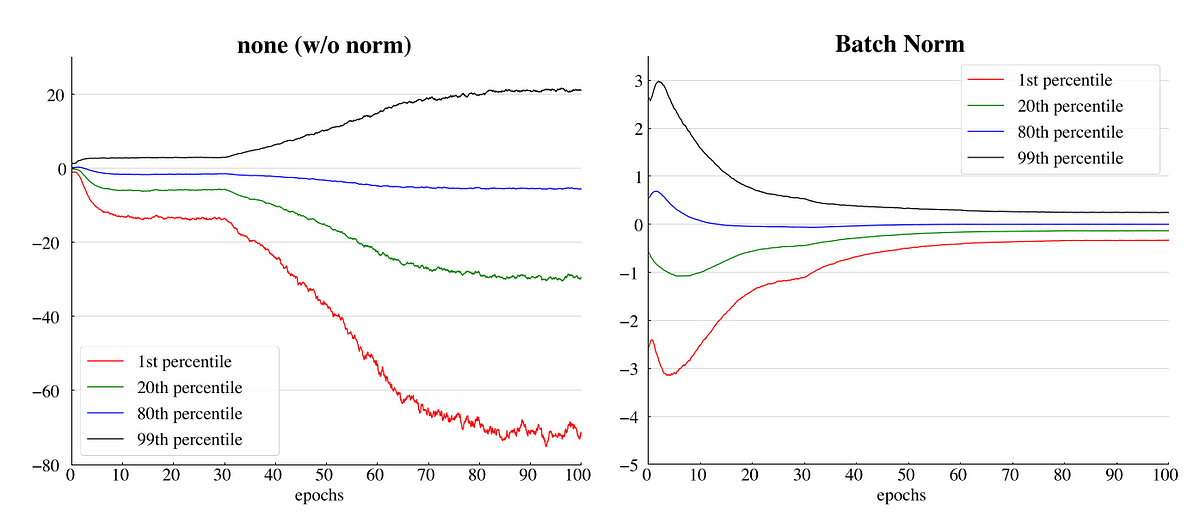 none (w/o norm)
20
0
−20
−40
−60
−80
1st percentile
20th percentile
80th percentile
99th percentile
0 10 20 30 40 50 60 70 80 90 100
epochs
Batch Norm
3
2
1
0
−1
−2
−3
−4
−5
1st percentile
20th percentile
80th percentile
99th percentile
0 10 20 30 40 50 60 70 80 90 100
epochs